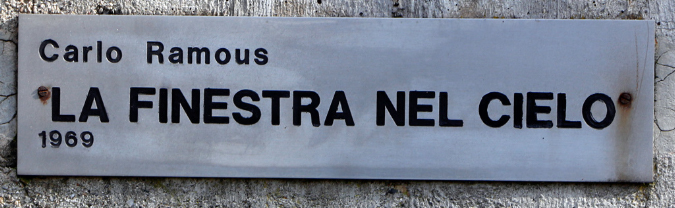 Carlo Ramous
LA FINESTRA NEL CIELO
1969